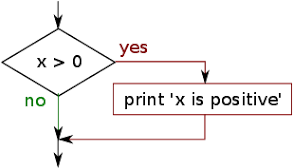 yes
x > 0
no
print 'x is positive'